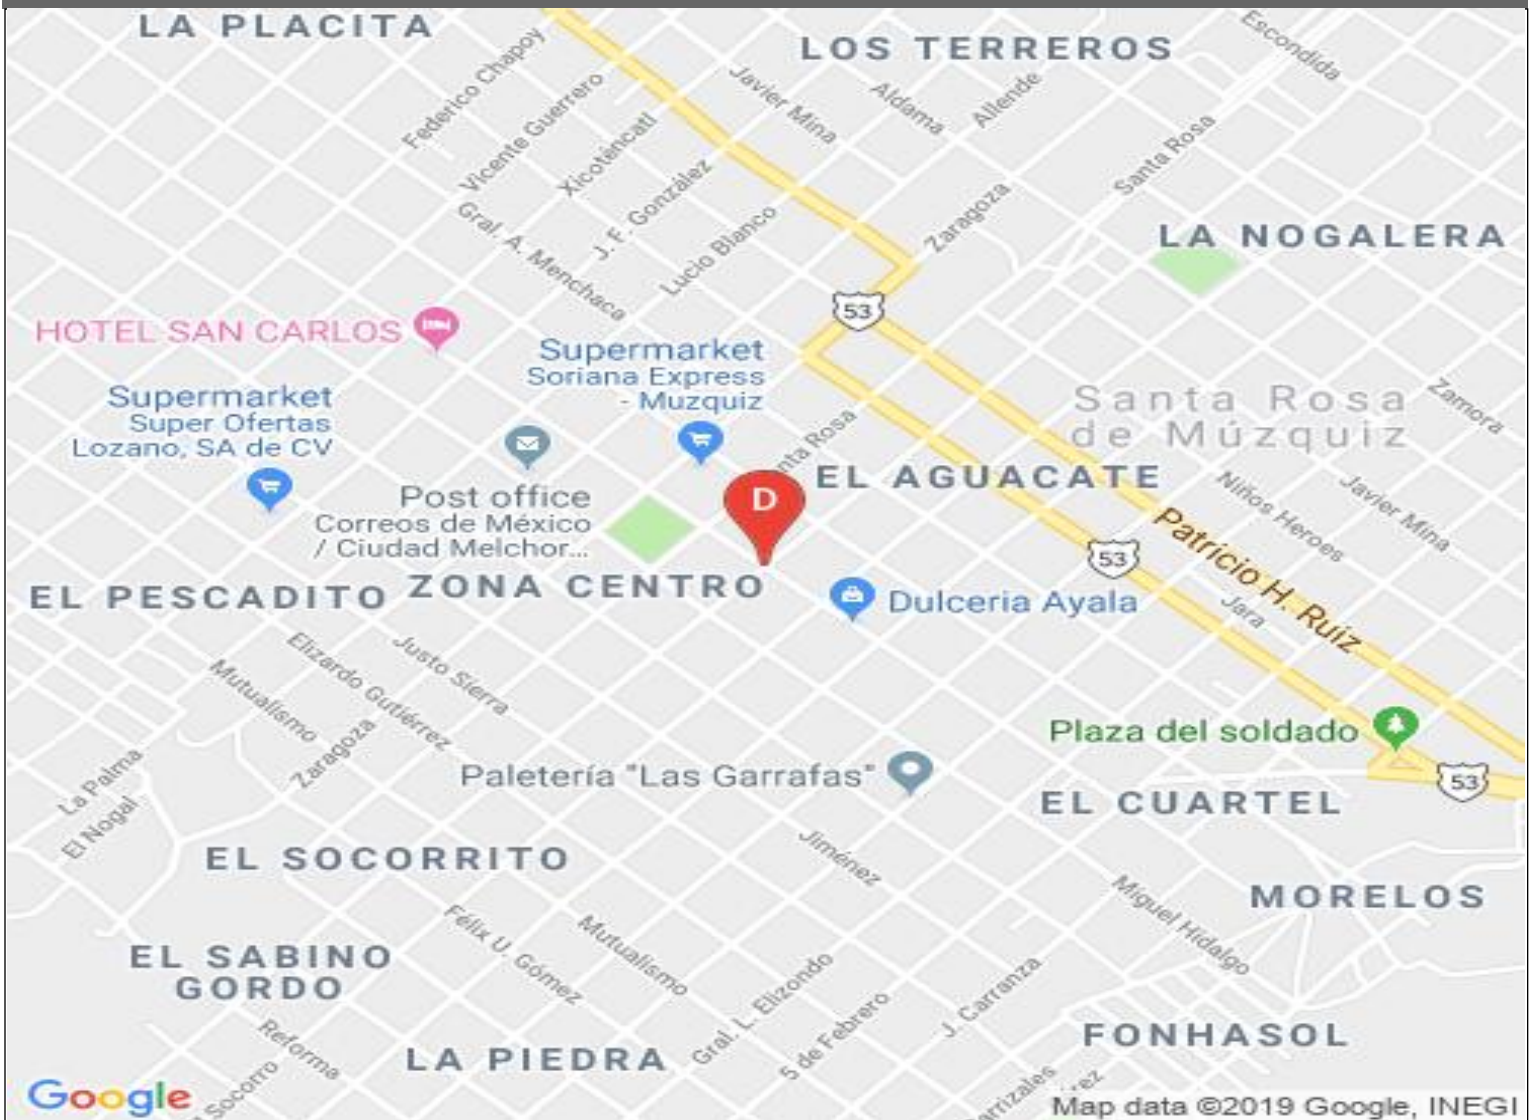 LA PLACITA
LOS TERREROS
Escondida
Federico Chapoy
Vicente Guerrero
Javier Mina
Aldama
Allende
Xicoténcatl
Santa Rosa
J. F. González
Gral. A. Menchaca
Lucio Blanco
Zaragoza
LA NOGALERA
53
HOTEL SAN CARLOS
Supermarket
Soriana Express
- Muzquiz
Supermarket
Super Ofertas
Lozano, SA de CV
Santa Rosa
de Múzquiz
Zamora
Rosa
EL AGUACATE
D
Post office
Correos de México
/ Ciudad Melchor...
Niños Heroes
Javier Mina
Patricio H. Ruiz
53
EL PESCADITO
ZONA CENTRO
Dulceria Ayala
Jara
Justo Sierra
Elizardo Gutiérrez
Mutualismo
Zaragoza
Plaza del soldado
La Palma
El Nogal
Paletería "Las Garrafas"
53
EL CUARTEL
EL SOCORRITO
Jiménez
Miguel Hidalgo
MORELOS
Félix U. Gómez
Mutualismo
EL SABINO
GORDO
Gral. L. Elizondo
5 de Febrero
J. Carranza
Reforma
LA PIEDRA
FONHASOL
Socorro
Google
Map data ©2019 Google, INEGI